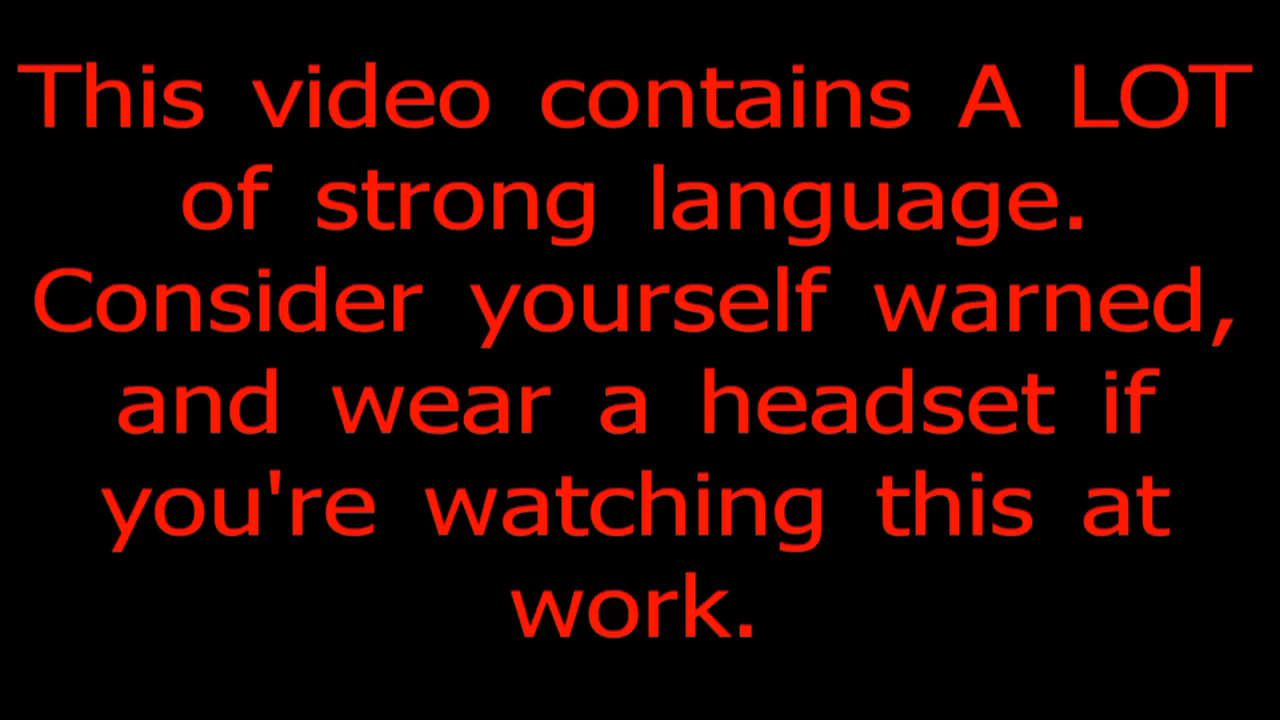 This video contains A LOT
of strong language.
Consider yourself warned,
and wear a headset if
you're watching this at
work.